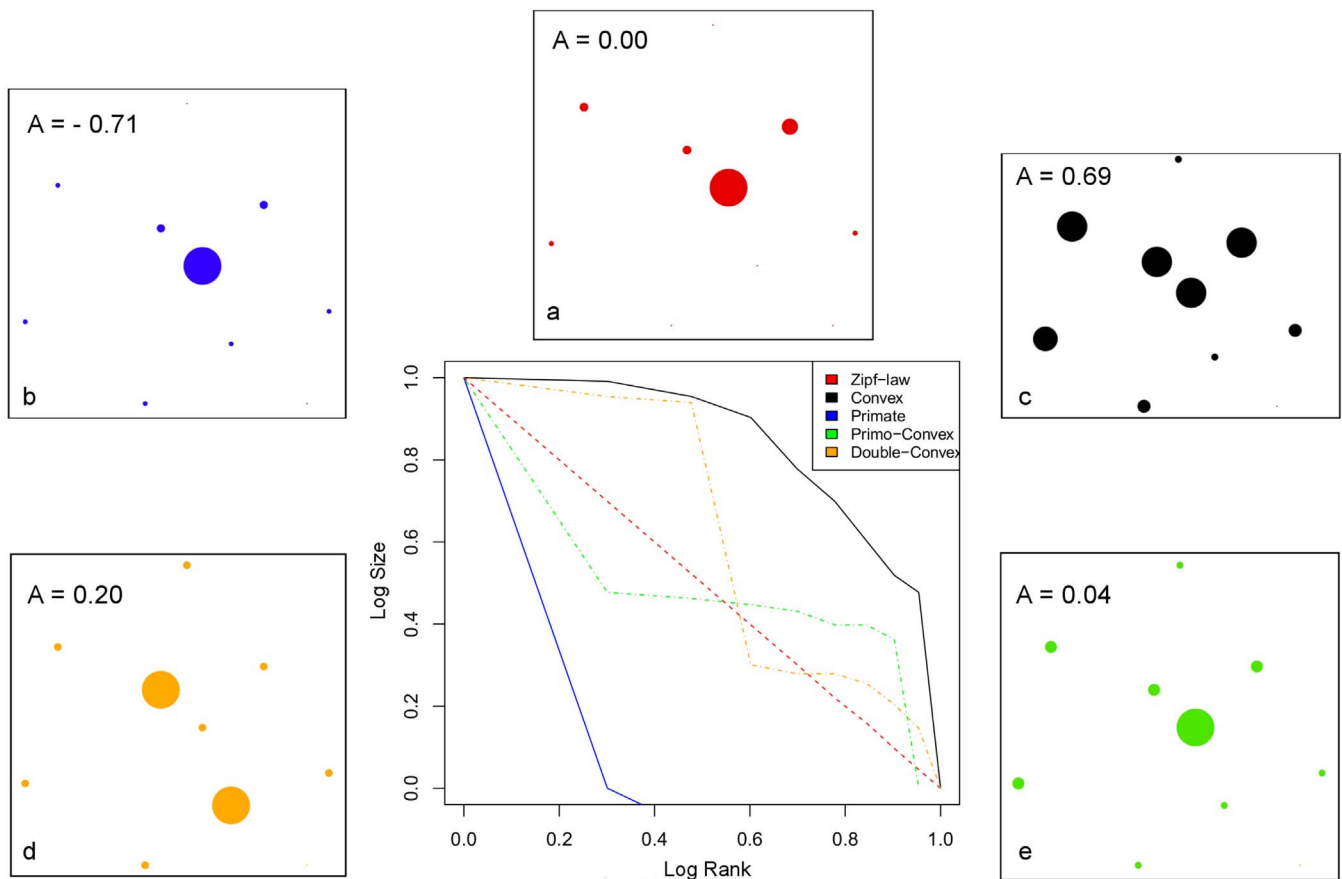 A = 0.00
a
A = - 0.71
b
A = 0.69
c
A = 0.20
d
A = 0.04
e
Zipf-law
Convex
Primate
Primo-Convex
Double-Convex
Log Size
1.0
0.8
0.6
0.4
0.2
0.0
0.0 0.2 0.4 0.6 0.8 1.0
Log Rank